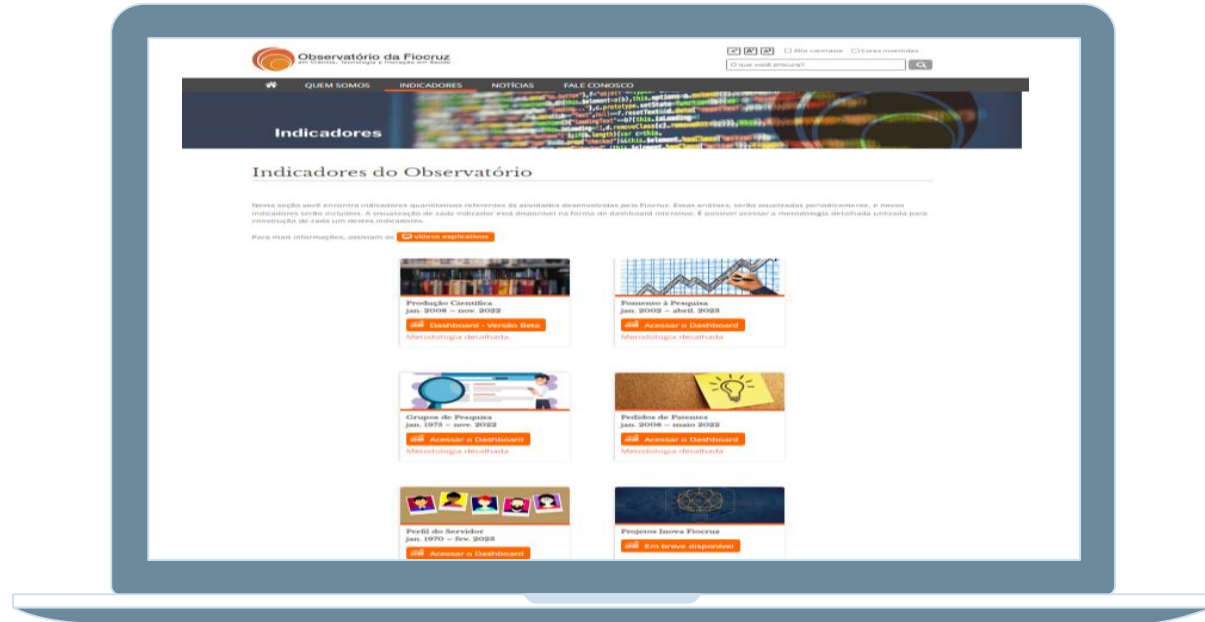 Observatório da Fiocruz
em Ciência, Tecnologia e Inovação em Saúde
A⁻ A A⁺ Alto contraste Cores invertidas
O que você procura?
QUEM SOMOS INDICADORES NOTÍCIAS FALE CONOSCO
Indicadores
Indicadores do Observatório
Nesta seção você encontra indicadores quantitativos referentes às atividades desenvolvidas pela Fiocruz. Essas análises, serão atualizados periodicamente, e novos
indicadores serão incluídos. A visualização de cada indicador está disponível na forma de dashboard interativo. É possível acessar a metodologia detalhada utilizada para
construção de cada um destes indicadores.
Para mais informações, assistam os vídeos explicativos
Produção Científica
jan. 2008 – nov. 2022
Dashboard - Versão Beta
Metodologia detalhada.
Fomento à Pesquisa
jan. 2002 – abril. 2023
Acessar o Dashboard
Metodologia detalhada
Grupos de Pesquisa
jan. 1975 – nov. 2022
Acessar o Dashboard
Metodologia detalhada
Pedidos de Patentes
jan. 2008 – maio 2022
Acessar o Dashboard
Metodologia detalhada
Perfil do Servidor
jan. 1970 – fev. 2023
Acessar o Dashboard
Projetos Inova Fiocruz
Em breve disponível